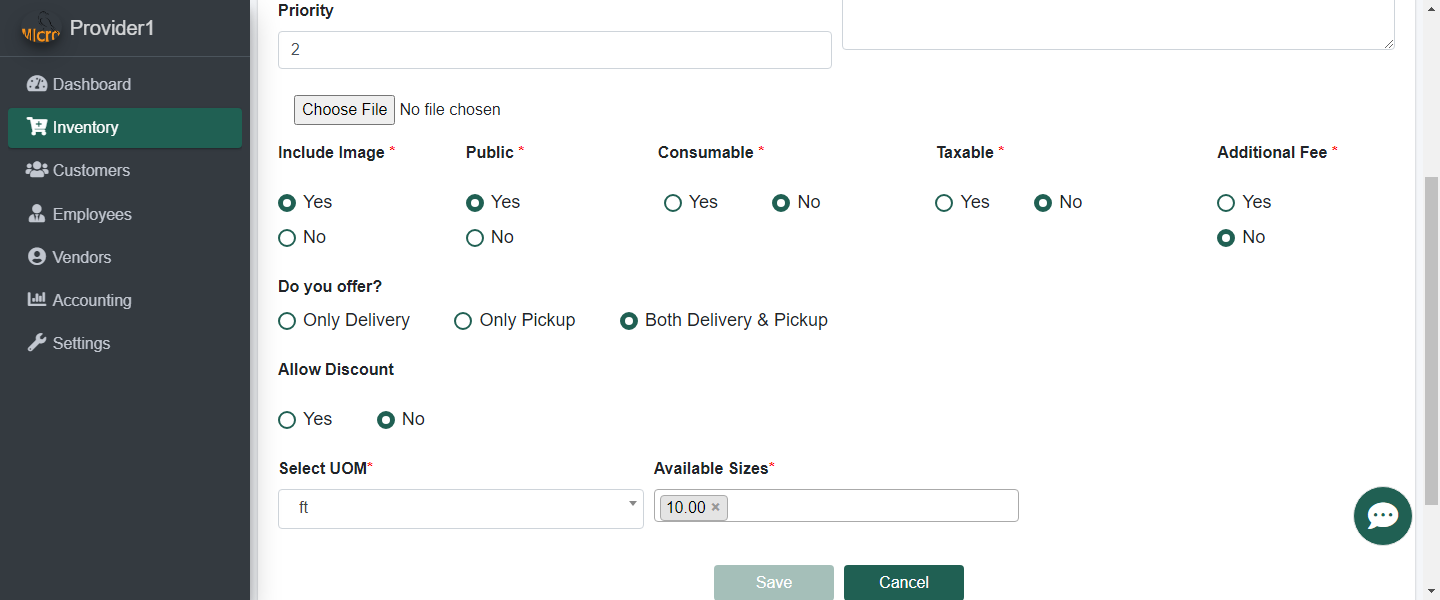 Micr
Provider1
Dashboard
Inventory
Customers
Employees
Vendors
Accounting
Settings
Priority
2
Choose File No file chosen
Include Image * Public * Consumable * Taxable * Additional Fee *
Yes Yes Yes No Yes No Yes
No No No
Do you offer?
Only Delivery Only Pickup Both Delivery & Pickup
Allow Discount
Yes No
Select UOM* Available Sizes*
ft 10.00 ×
Save Cancel